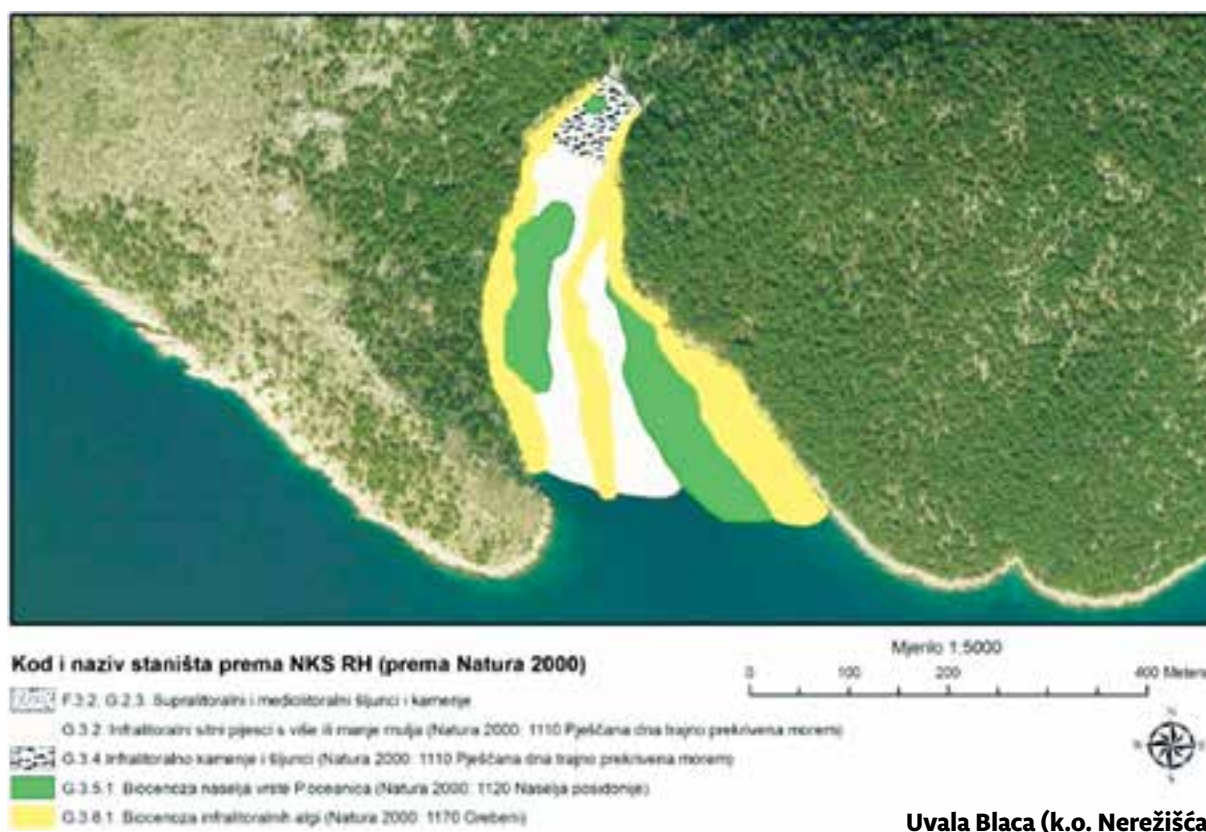 Kod i naziv staništa prema NKS RH (prema Natura 2000)
F.3.2, G.2.3. Supralitoralni i mediolitoralni šljunci i kamenje
G.3.2. Infralitoralni sitni pijesci s više ili manje mulja (Natura 2000: 1110 Pješčana dna trajno prekrivena morem)
G.3.4 Infralitoralno kamenje i šljunci (Natura 2000: 1110 Pješčana dna trajno prekrivena morem)
G.3.5.1. Biocenoza naselja vrste P.oceanica (Natura 2000: 1120 Naselja posidonije)
G.3.6.1. Biocenoza infralitoralnih algi (Natura 2000: 1170 Grebeni)
Mjerilo 1:5000
0 100 200 400 Meters
Uvala Blaca (k.o. Nerežišća